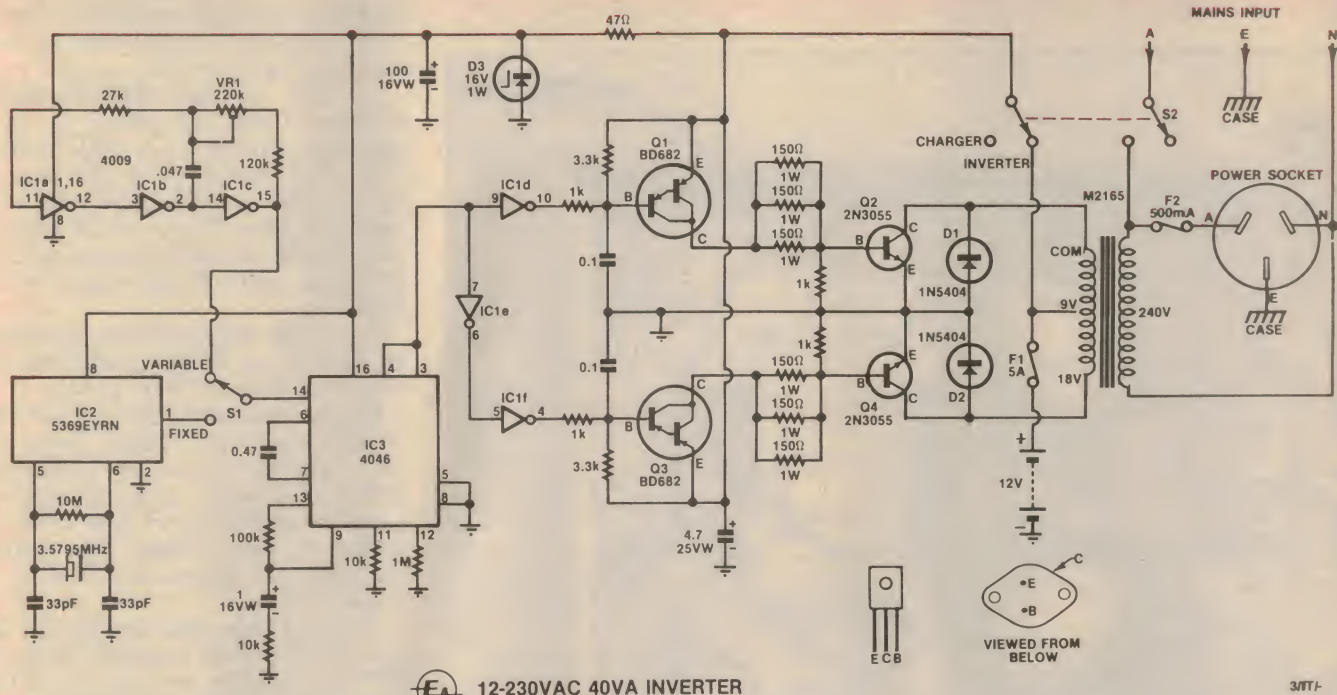 MAINS INPUT
A
E
N
CASE
S2
47Ω
100
16VW
+
-
D3
16V
1W
VR1
220k
27k
4009
.047
120k
IC1a
1,16
11
12
8
IC1b
3
2
IC1c
14
15
3.3k
Q1
BD682
E
B
C
IC1d
9
10
1k
0.1
7
IC1e
6
150Ω
1W
150Ω
1W
150Ω
1W
Q2
2N3055
B
C
E
1k
D1
1N5404
CHARGER
INVERTER
M2165
COM
9V
18V
240V
F2
500mA
POWER SOCKET
A
N
E
CASE
F1
5A
+
12V
-
1k
1N5404
D2
150Ω
1W
150Ω
1W
150Ω
1W
B
E
C
Q4
2N3055
0.1
IC1f
5
4
1k
B
C
E
3.3k
Q3
BD682
4.7
25VW
+
-
8
VARIABLE
S1
1
FIXED
IC2
5369EYRN
5
6
2
10M
3.5795MHz
33pF
33pF
16
4
3
14
6
0.47
7
IC3
4046
13
5
8
9
11
12
100k
10k
1M
1
16VW
+
-
10k
E C B
C
E
B
VIEWED FROM
BELOW
EA
12-230VAC 40VA INVERTER